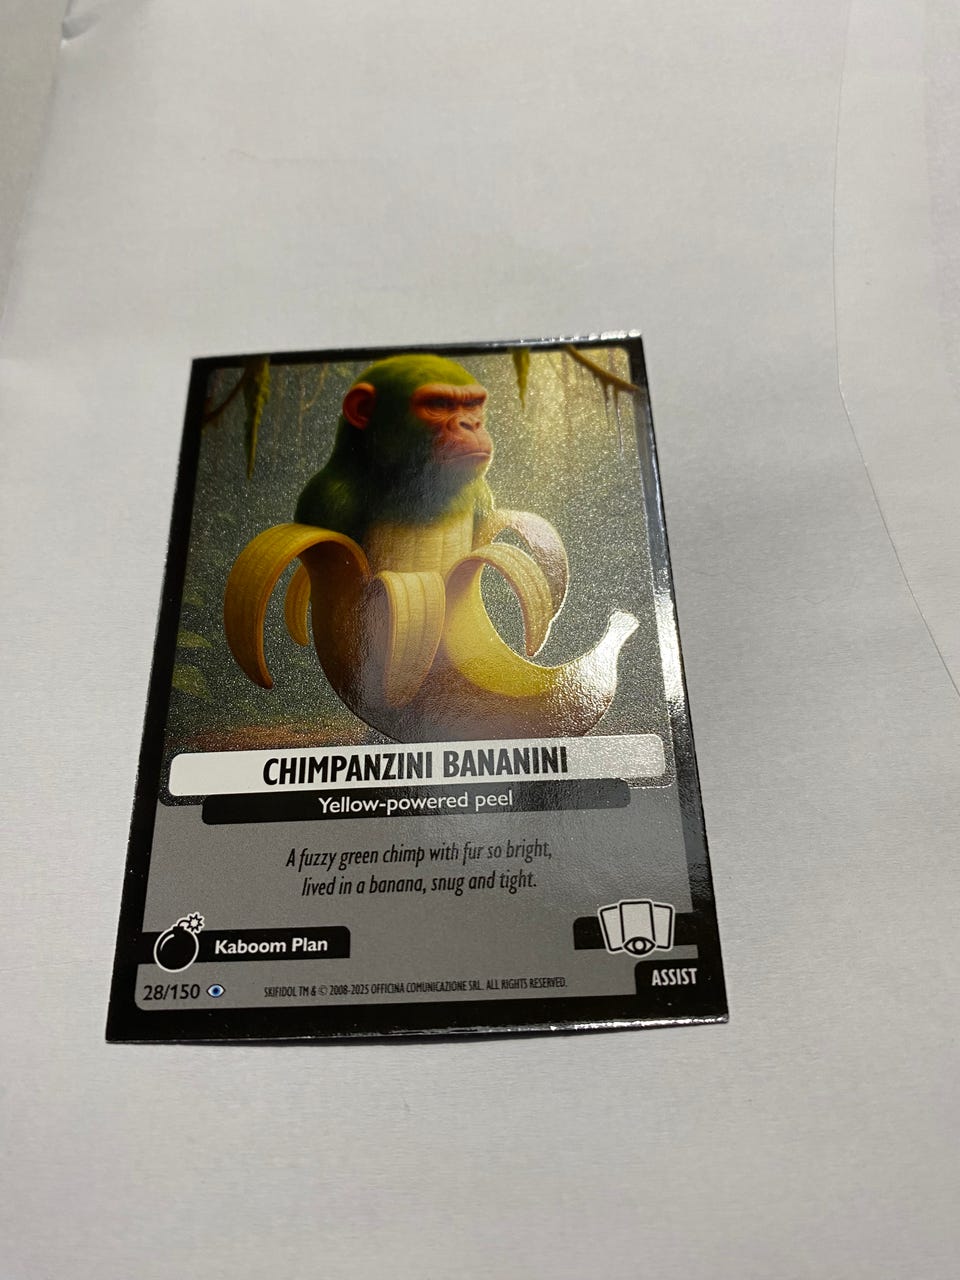 CHIMPANZINI BANANINI
Yellow-powered peel
A fuzzy green chimp with fur so bright,
lived in a banana, snug and tight.
Kaboom Plan
ASSIST
28/150
SKIFIDOL TM & © 2008-2025 OFFICINA COMUNICAZIONE SRL. ALL RIGHTS RESERVED.